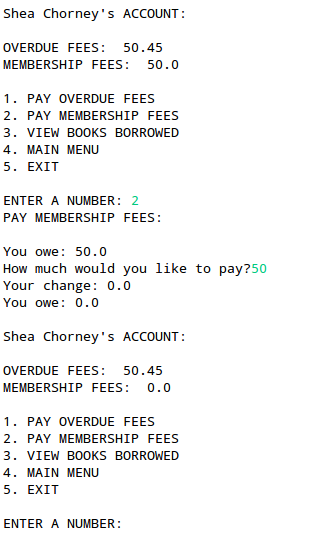 Shea Chorney's ACCOUNT:
OVERDUE FEES:  50.45
MEMBERSHIP FEES:  50.0
1. PAY OVERDUE FEES
2. PAY MEMBERSHIP FEES
3. VIEW BOOKS BORROWED
4. MAIN MENU
5. EXIT
ENTER A NUMBER: 2
PAY MEMBERSHIP FEES:
You owe: 50.0
How much would you like to pay?50
Your change: 0.0
You owe: 0.0
Shea Chorney's ACCOUNT:
OVERDUE FEES:  50.45
MEMBERSHIP FEES:  0.0
1. PAY OVERDUE FEES
2. PAY MEMBERSHIP FEES
3. VIEW BOOKS BORROWED
4. MAIN MENU
5. EXIT
ENTER A NUMBER: